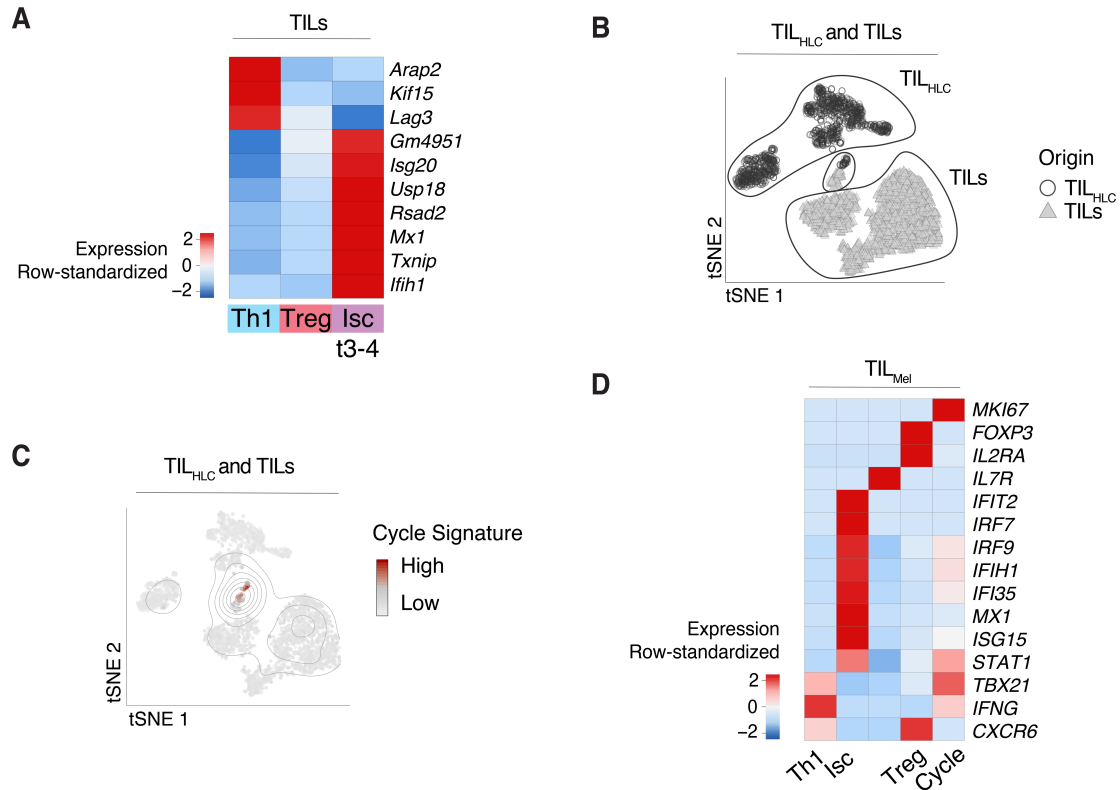 A
TILs
Arap2
Kif15
Lag3
Gm4951
Isg20
Usp18
Rsad2
Mx1
Txnip
Ifih1
Expression
Row-standardized
2
0
−2
Th1 Treg Isc
t3-4
B
TILHLC and TILs
TILHLC
TILs
Origin
TILHLC
TILs
tSNE 2
tSNE 1
C
TILHLC and TILs
Cycle Signature
High
Low
tSNE 2
tSNE 1
D
TILMel
MKI67
FOXP3
IL2RA
IL7R
IFIT2
IRF7
IRF9
IFIH1
IFI35
MX1
ISG15
STAT1
TBX21
IFNG
CXCR6
Expression
Row-standardized
2
0
−2
Th1 Isc Treg Cycle